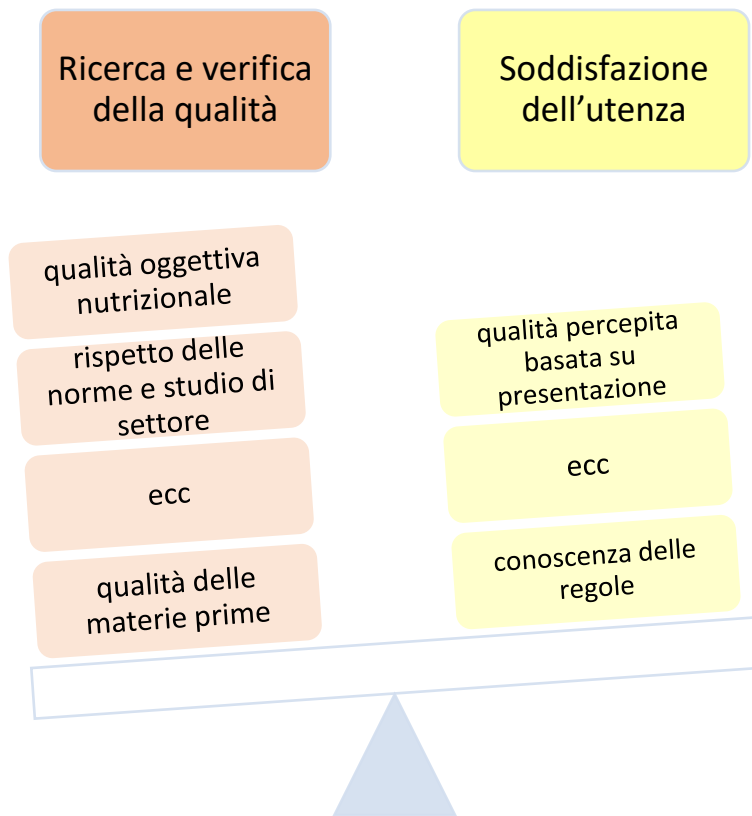 Ricerca e verifica
della qualità
Soddisfazione
dell’utenza
qualità oggettiva
nutrizionale
rispetto delle
norme e studio di
settore
ecc
qualità delle
materie prime
qualità percepita
basata su
presentazione
ecc
conoscenza delle
regole